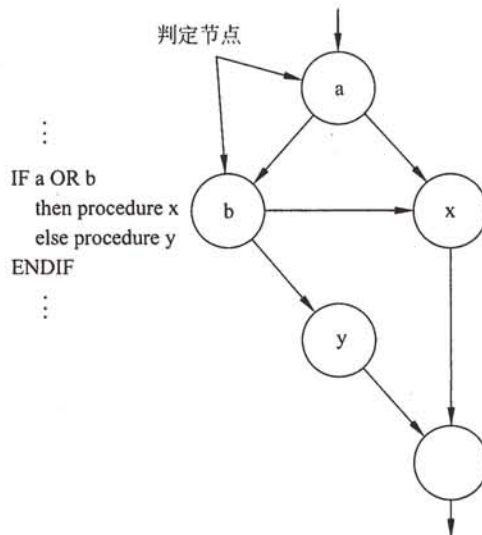 判定节点
a
⋮
IF a OR b
then procedure x
else procedure y
ENDIF
⋮
b
x
y